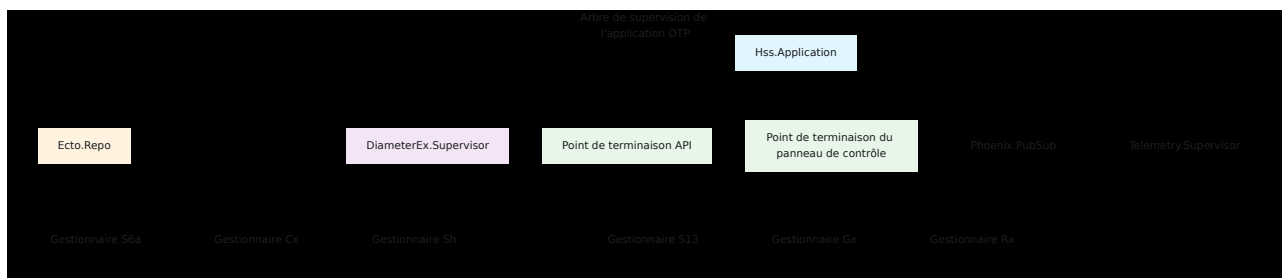 Arbre de supervision de
l'application OTP
Hss.Application
Ecto.Repo
DiameterEx.Supervisor
Point de terminaison API
Point de terminaison du
panneau de contrôle
Phoenix.PubSub
Telemetry.Supervisor
Gestionnaire S6a
Gestionnaire Cx
Gestionnaire Sh
Gestionnaire S13
Gestionnaire Gx
Gestionnaire Rx